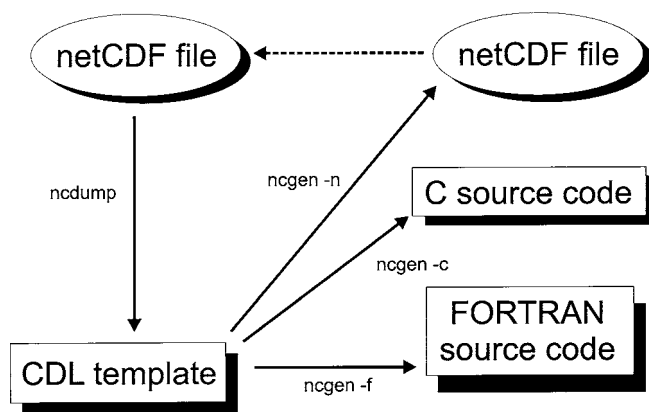 netCDF file
netCDF file
ncdump
ncgen -n
C source code
ncgen -c
FORTRAN
source code
CDL template
ncgen -f